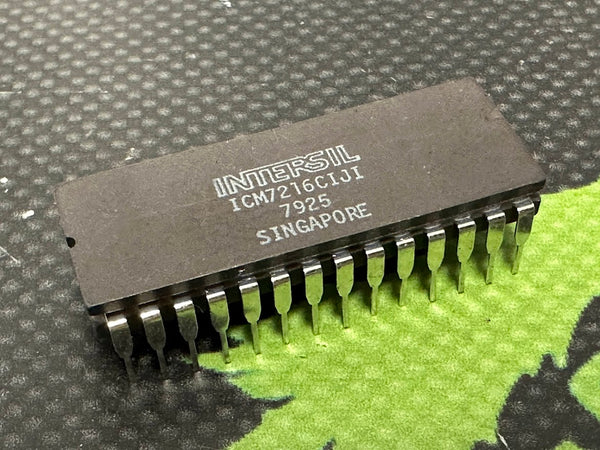 INTERSIL
ICM7216CIJI
7925
SINGAPORE